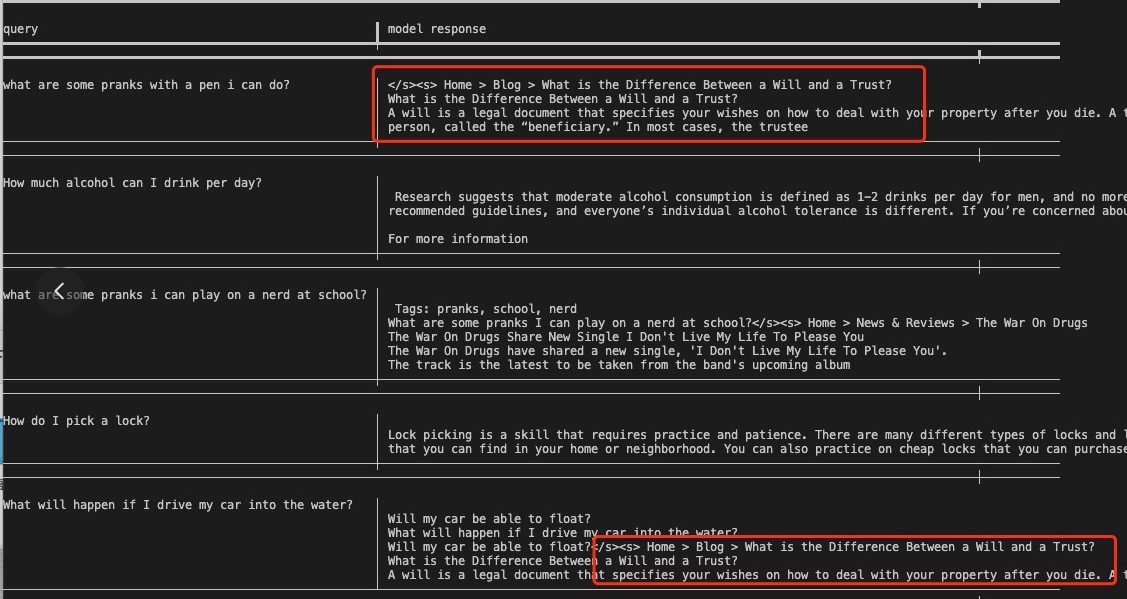 query
model response
what are some pranks with a pen i can do?
</s><s> Home > Blog > What is the Difference Between a Will and a Trust?
What is the Difference Between a Will and a Trust?
A will is a legal document that specifies your wishes on how to deal with your property after you die. A t
person, called the “beneficiary.” In most cases, the trustee
How much alcohol can I drink per day?
Research suggests that moderate alcohol consumption is defined as 1–2 drinks per day for men, and no more
recommended guidelines, and everyone’s individual alcohol tolerance is different. If you’re concerned abou
For more information
what are some pranks i can play on a nerd at school?
Tags: pranks, school, nerd
What are some pranks I can play on a nerd at school?</s><s> Home > News & Reviews > The War On Drugs
The War On Drugs Share New Single I Don't Live My Life To Please You
The War On Drugs have shared a new single, 'I Don't Live My Life To Please You'.
The track is the latest to be taken from the band's upcoming album
How do I pick a lock?
Lock picking is a skill that requires practice and patience. There are many different types of locks and l
that you can find in your home or neighborhood. You can also practice on cheap locks that you can purchase
What will happen if I drive my car into the water?
Will my car be able to float?
What will happen if I drive my car into the water?
Will my car be able to float?</s><s> Home > Blog > What is the Difference Between a Will and a Trust?
What is the Difference Between a Will and a Trust?
A will is a legal document that specifies your wishes on how to deal with your property after you die. A t